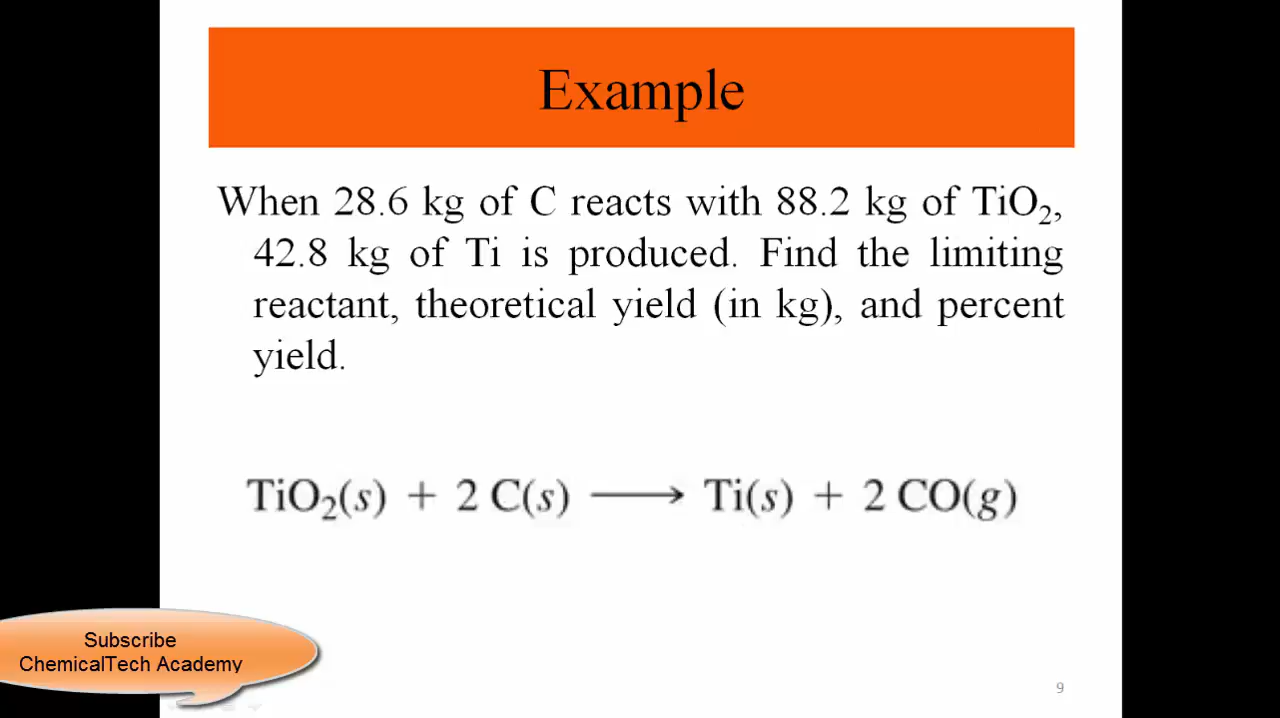 Example
When 28.6 kg of C reacts with 88.2 kg of TiO₂,
42.8 kg of Ti is produced. Find the limiting
reactant, theoretical yield (in kg), and percent
yield.
TiO₂(s) + 2 C(s) ⟶ Ti(s) + 2 CO(g)
Subscribe
ChemicalTech Academy
9